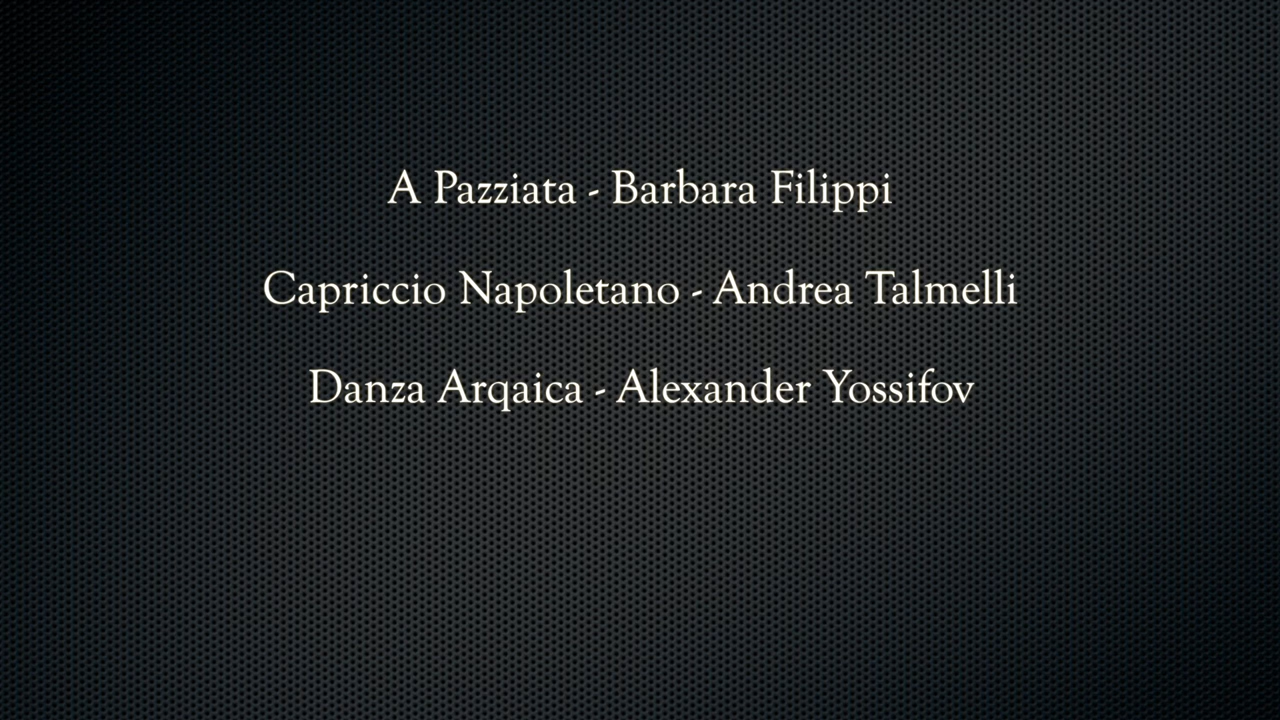 A Pazziata - Barbara Filippi
Capriccio Napoletano - Andrea Talmelli
Danza Arqaica - Alexander Yossifov